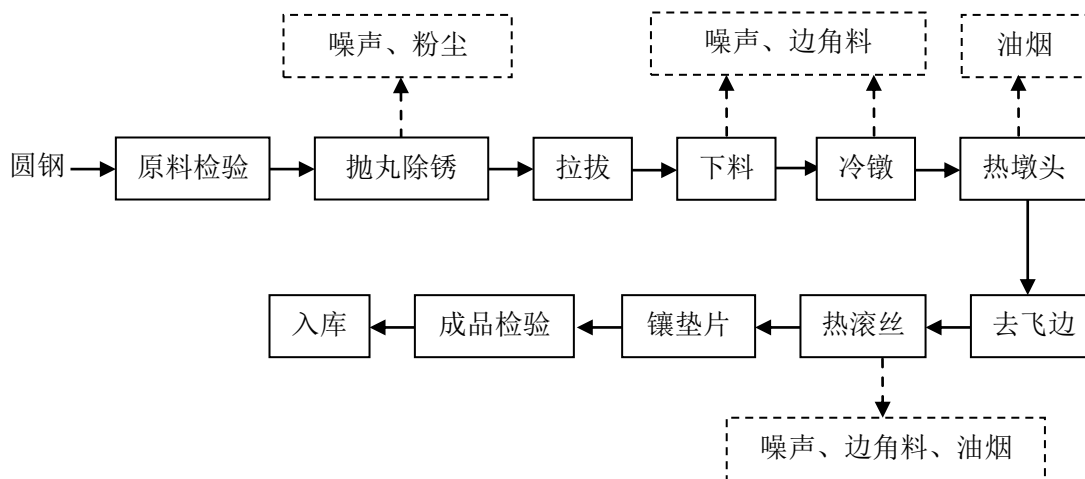 噪声、粉尘
噪声、边角料
油烟
圆钢
原料检验
抛丸除锈
拉拔
下料
冷镦
热墩头
入库
成品检验
镶垫片
热滚丝
去飞边
噪声、边角料、油烟